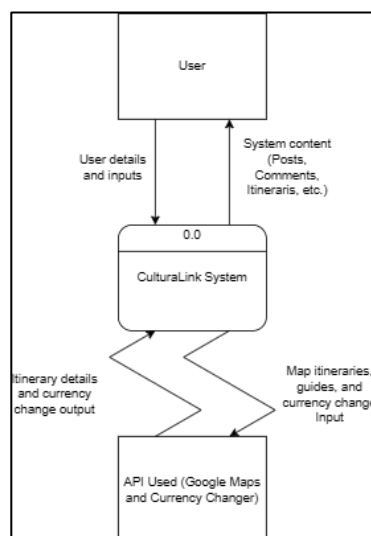 User
User details
and inputs
System content
(Posts,
Comments,
Itineraris, etc.)
0.0
CulturaLink System
Itinerary details
and currency
change output
Map itineraries,
guides, and
currency change
Input
API Used (Google Maps
and Currency Changer)